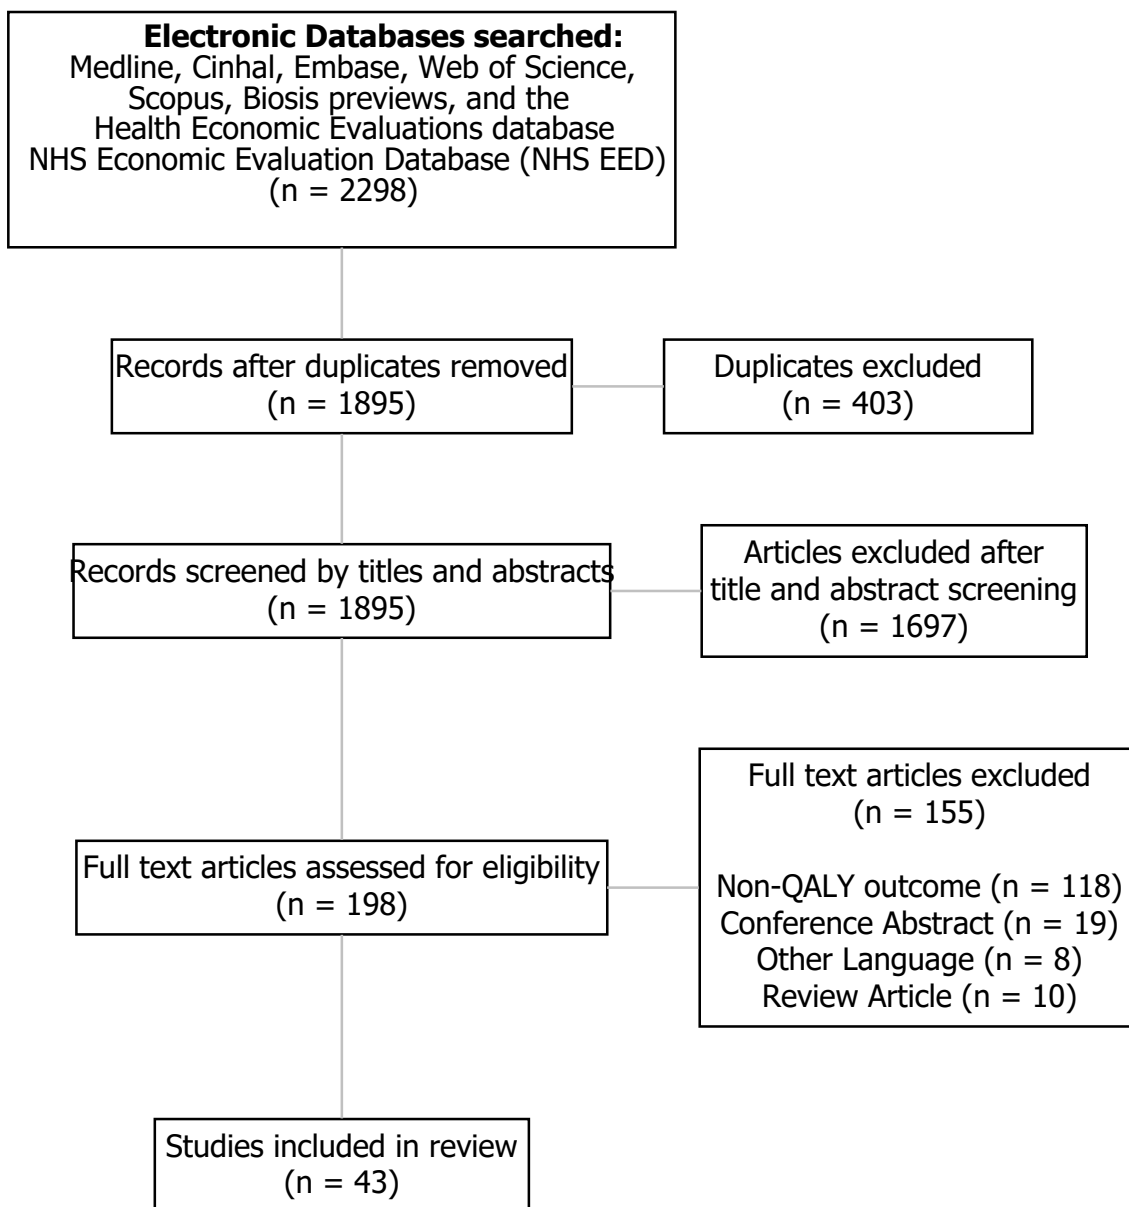 Electronic Databases searched:
Medline, Cinhal, Embase, Web of Science,
Scopus, Biosis previews, and the
Health Economic Evaluations database
NHS Economic Evaluation Database (NHS EED)
(n = 2298)
Records after duplicates removed
(n = 1895)
Duplicates excluded
(n = 403)
Records screened by titles and abstracts
(n = 1895)
Articles excluded after
title and abstract screening
(n = 1697)
Full text articles assessed for eligibility
(n = 198)
Full text articles excluded
(n = 155)
Non-QALY outcome (n = 118)
Conference Abstract (n = 19)
Other Language (n = 8)
Review Article (n = 10)
Studies included in review
(n = 43)